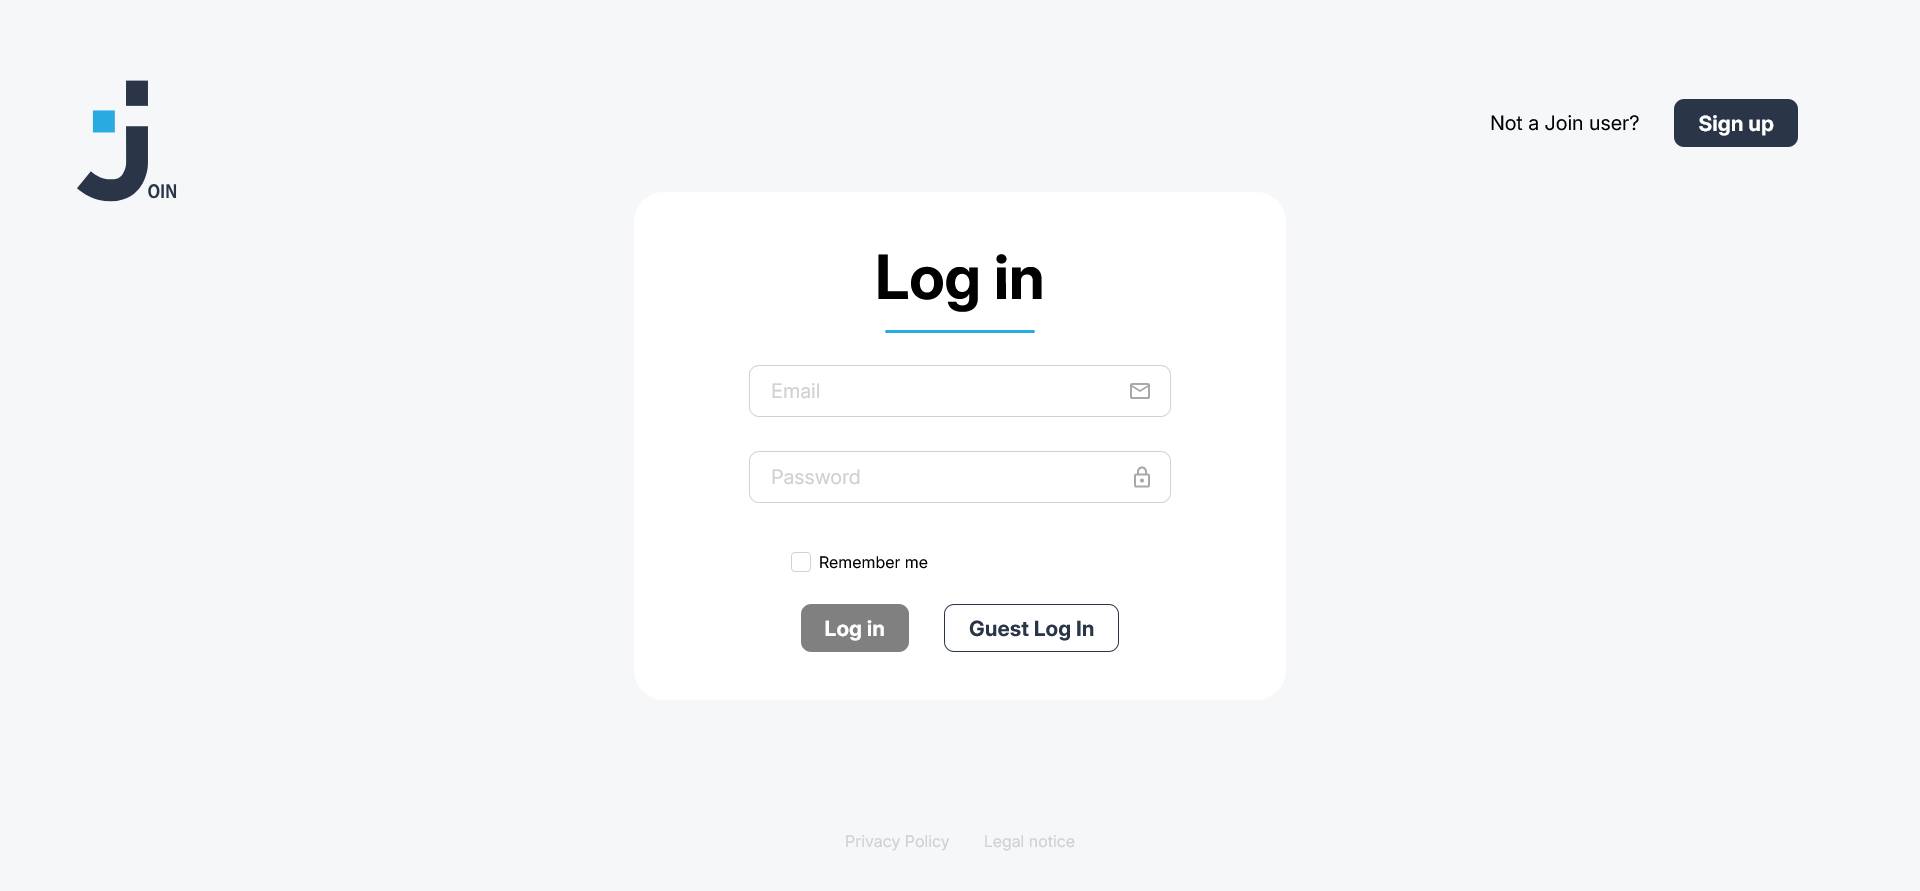 JOIN
Not a Join user?
Sign up
Log in
Email
Password
Remember me
Log in
Guest Log In
Privacy Policy
Legal notice